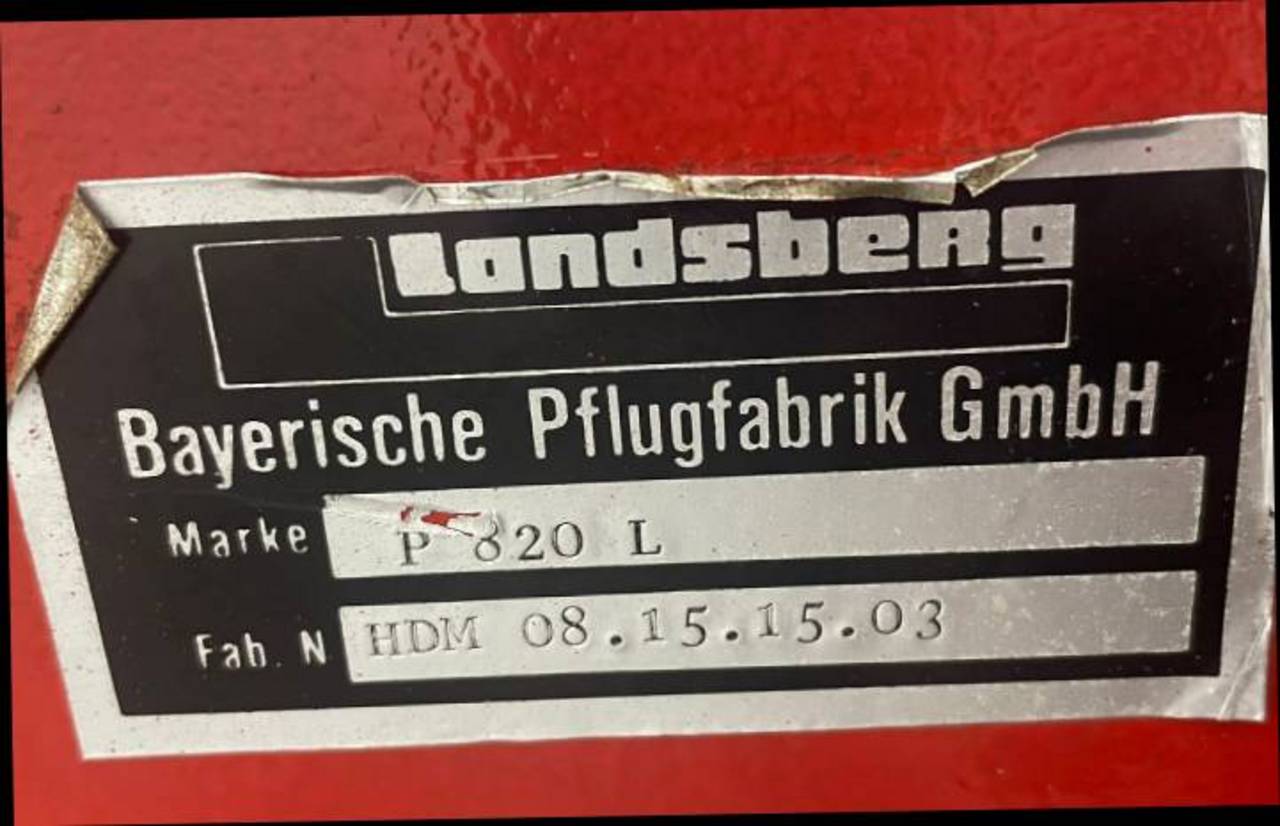 Landsberg
Bayerische Pflugfabrik GmbH
Marke P 820 L
Fab. N HDM 08.15.15.03